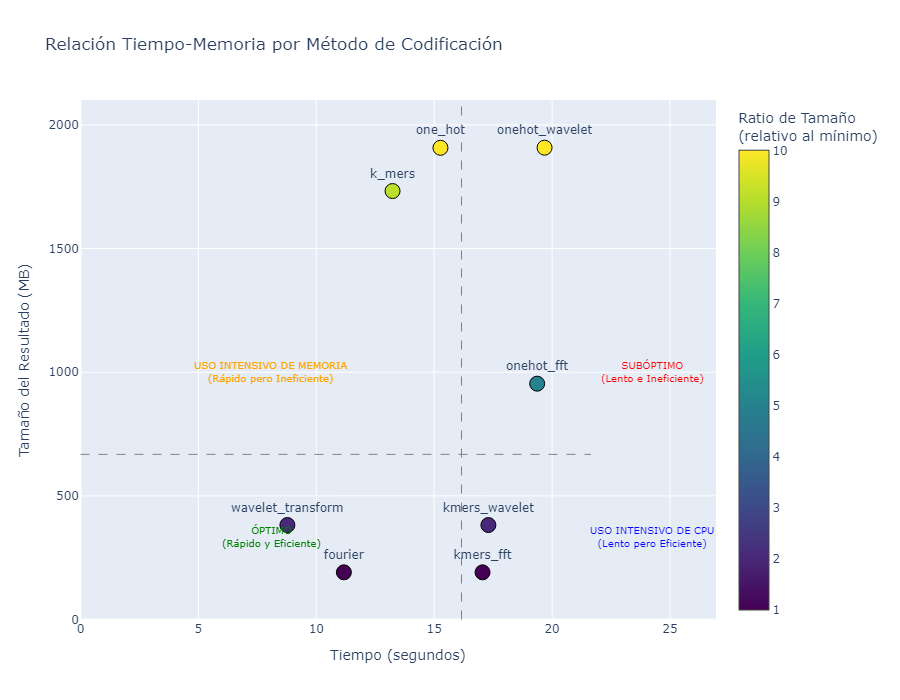 Relación Tiempo-Memoria por Método de Codificación
Ratio de Tamaño
(relativo al mínimo)
2000
1500
1000
500
0
Tamaño del Resultado (MB)
one_hot
onehot_wavelet
k_mers
onehot_fft
USO INTENSIVO DE MEMORIA
(Rápido pero Ineficiente)
SUBÓPTIMO
(Lento e Ineficiente)
wavelet_transform
kmers_wavelet
ÓPTIMO
(Rápido y Eficiente)
USO INTENSIVO DE CPU
(Lento pero Eficiente)
fourier
kmers_fft
0
5
10
15
20
25
Tiempo (segundos)
10
9
8
7
6
5
4
3
2
1